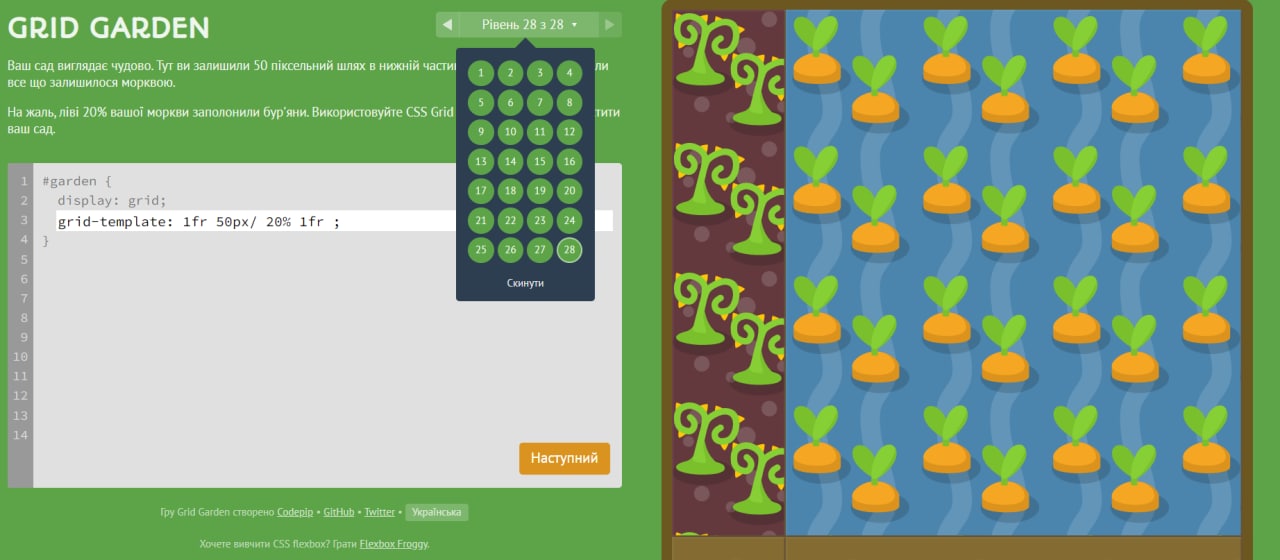 GRID GARDEN
Рівень 28 з 28
Ваш сад виглядає чудово. Тут ви залишили 50 піксельний шлях в нижній
все що залишилося морквою.
На жаль, ліві 20% вашої моркви заполонили бур'яни. Використовуйте CSS Grid
ваш сад.
1 2 3 4
5 6 7 8
9 10 11 12
13 14 15 16
17 18 19 20
21 22 23 24
25 26 27 28
Скинути
1 #garden {
2 display: grid;
3 grid-template: 1fr 50px/ 20% 1fr ;
4 }
5
6
7
8
9
10
11
12
13
14
Наступний
Гру Grid Garden створено Codepip • GitHub • Twitter • Українська
Хочете вивчити CSS flexbox? Грати Flexbox Froggy.